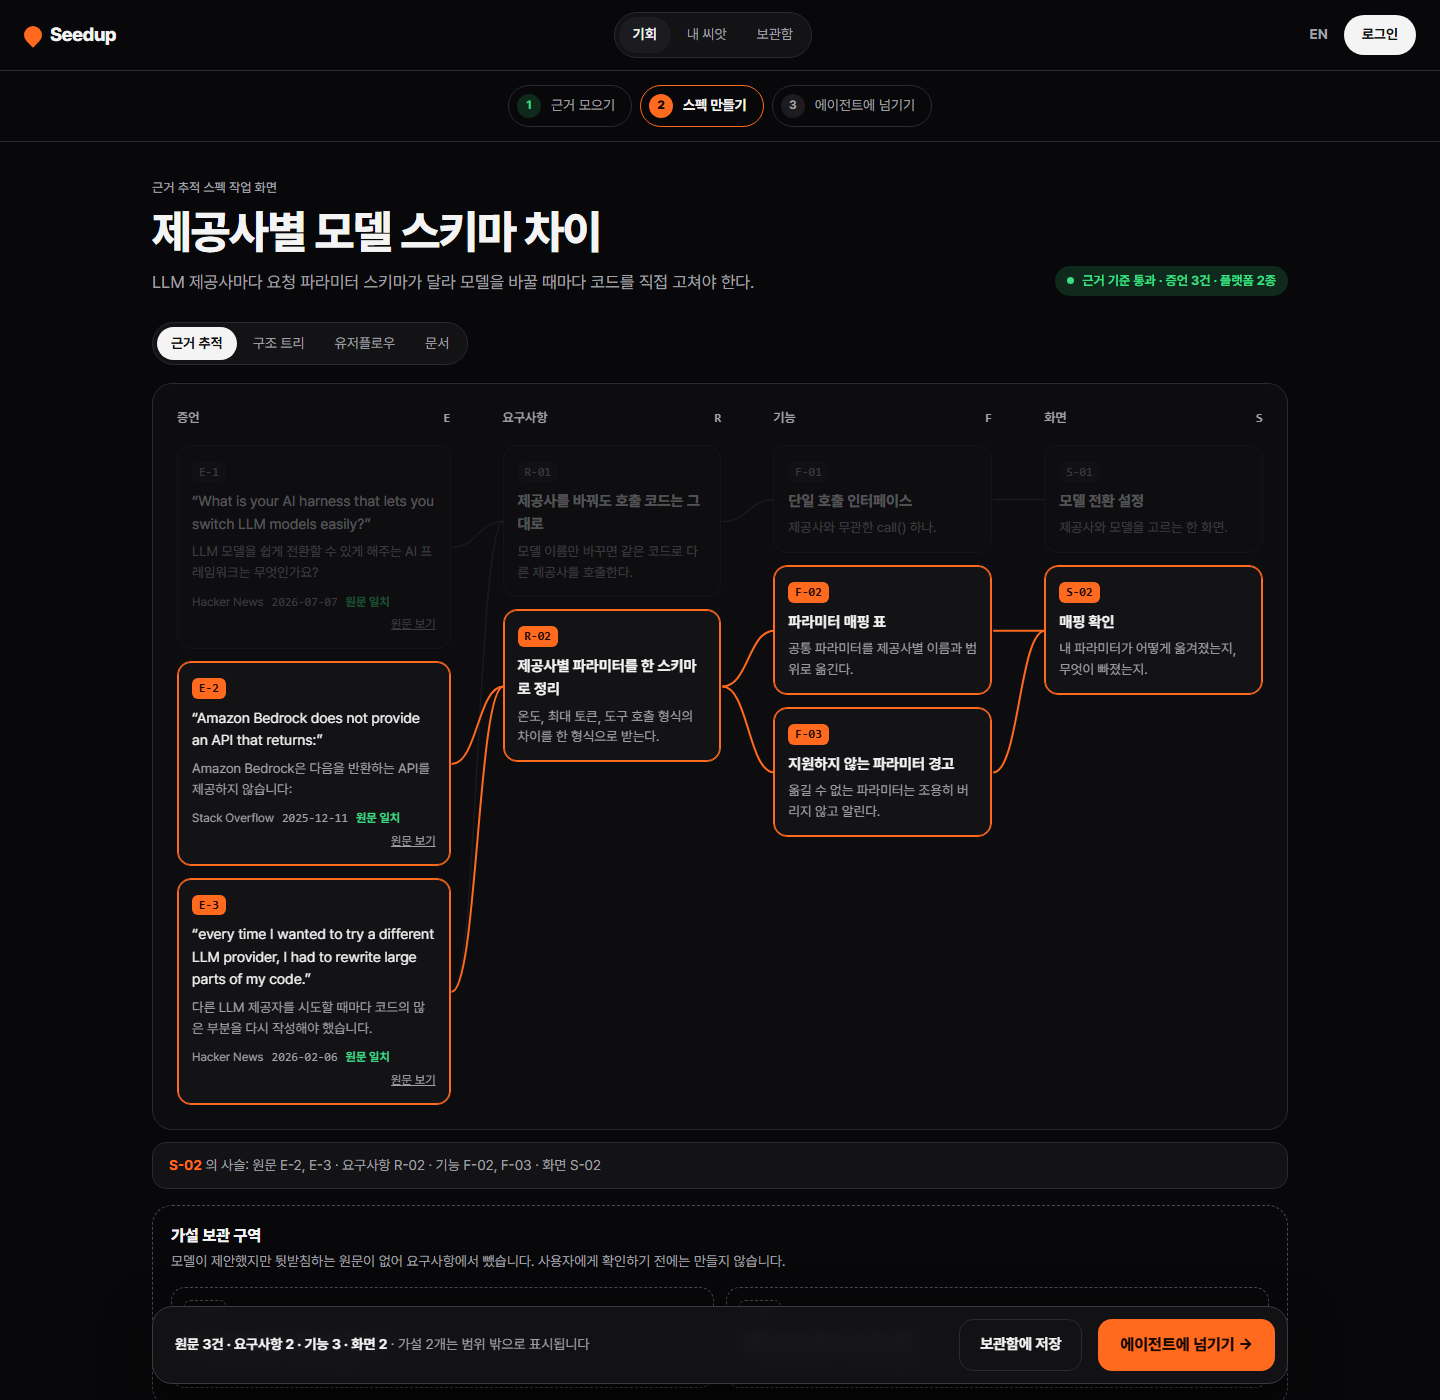 Seedup
기회
내 씨앗
보관함
EN
로그인
1 근거 모으기
2 스펙 만들기
3 에이전트에 넘기기
근거 추적 스펙 작업 화면
제공사별 모델 스키마 차이
LLM 제공사마다 요청 파라미터 스키마가 달라 모델을 바꿀 때마다 코드를 직접 고쳐야 한다.
근거 기준 통과 · 증언 3건 · 플랫폼 2종
근거 추적
구조 트리
유저플로우
문서
증언 E
E-1
“What is your AI harness that lets you
switch LLM models easily?”
LLM 모델을 쉽게 전환할 수 있게 해주는 AI 프
레임워크는 무엇인가요?
Hacker News 2026-07-07 원문 일치
원문 보기
E-2
“Amazon Bedrock does not provide
an API that returns:”
Amazon Bedrock은 다음을 반환하는 API를
제공하지 않습니다:
Stack Overflow 2025-12-11 원문 일치
원문 보기
E-3
“every time I wanted to try a different
LLM provider, I had to rewrite large
parts of my code.”
다른 LLM 제공자를 시도할 때마다 코드의 많
은 부분을 다시 작성해야 했습니다.
Hacker News 2026-02-06 원문 일치
원문 보기
요구사항 R
R-01
제공사를 바꿔도 호출 코드는 그
대로
모델 이름만 바꾸면 같은 코드로 다
른 제공사를 호출한다.
R-02
제공사별 파라미터를 한 스키마
로 정리
온도, 최대 토큰, 도구 호출 형식의
차이를 한 형식으로 받는다.
기능 F
F-01
단일 호출 인터페이스
제공사와 무관한 call() 하나.
F-02
파라미터 매핑 표
공통 파라미터를 제공사별 이름과 범
위로 옮긴다.
F-03
지원하지 않는 파라미터 경고
옮길 수 없는 파라미터는 조용히 버
리지 않고 알린다.
화면 S
S-01
모델 전환 설정
제공사와 모델을 고르는 한 화면.
S-02
매핑 확인
내 파라미터가 어떻게 옮겨졌는지,
무엇이 빠졌는지.
S-02 의 사슬: 원문 E-2, E-3 · 요구사항 R-02 · 기능 F-02, F-03 · 화면 S-02
가설 보관 구역
모델이 제안했지만 뒷받침하는 원문이 없어 요구사항에서 뺐습니다. 사용자에게 확인하기 전에는 만들지 않습니다.
원문 3건 · 요구사항 2 · 기능 3 · 화면 2 · 가설 2개는 범위 밖으로 표시됩니다
보관함에 저장
에이전트에 넘기기 →